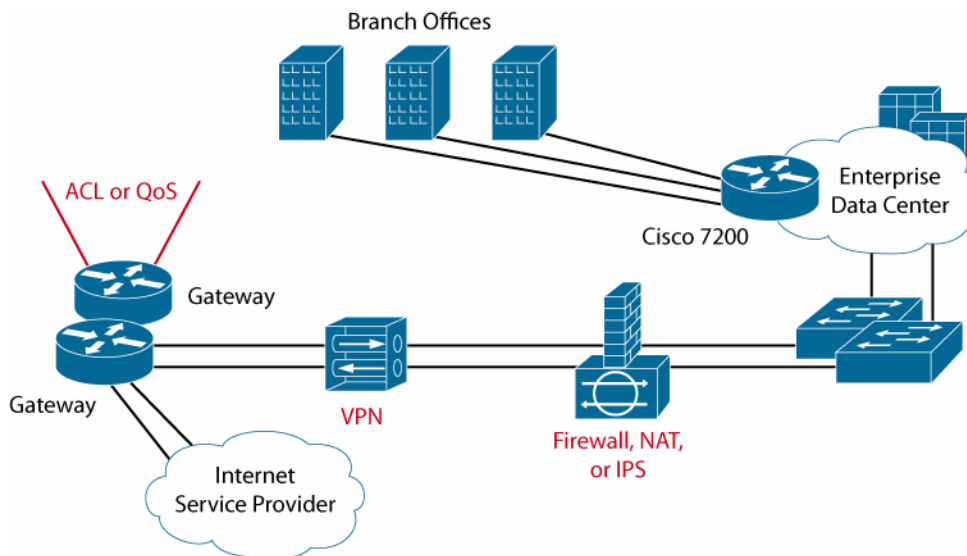 Branch Offices
ACL or QoS
Enterprise
Data Center
Cisco 7200
Gateway
Gateway
VPN
Firewall, NAT,
or IPS
Internet
Service Provider